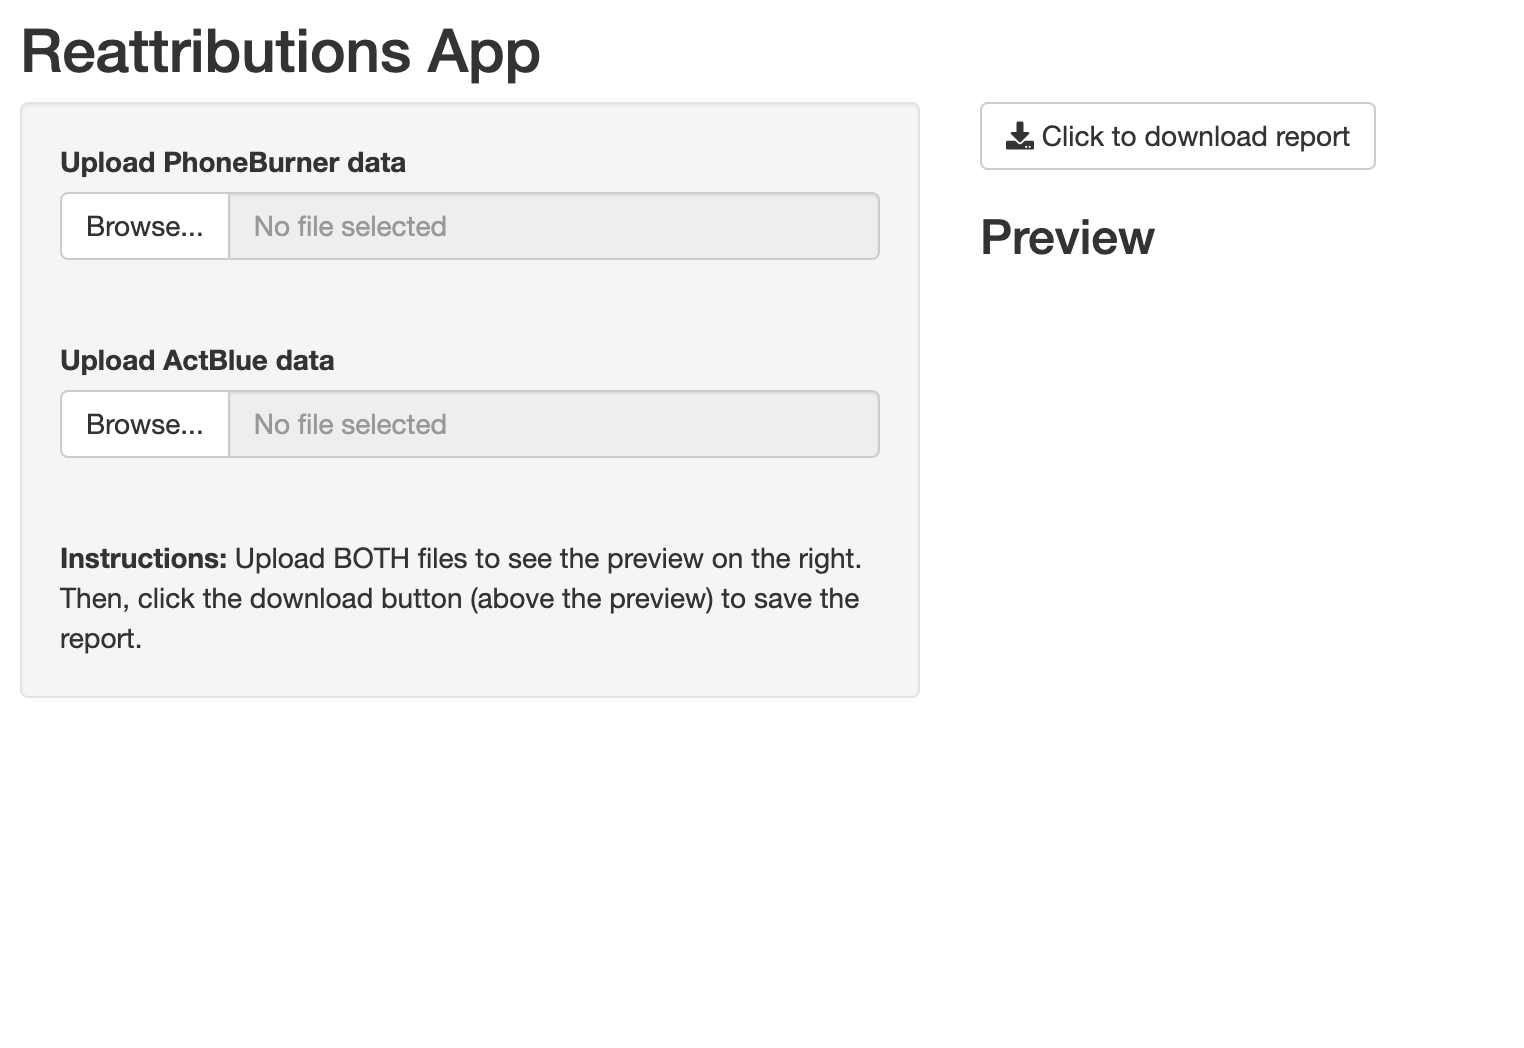 Reattributions App
Upload PhoneBurner data
Browse... No file selected
Upload ActBlue data
Browse... No file selected
Instructions: Upload BOTH files to see the preview on the right.
Then, click the download button (above the preview) to save the
report.
Click to download report
Preview